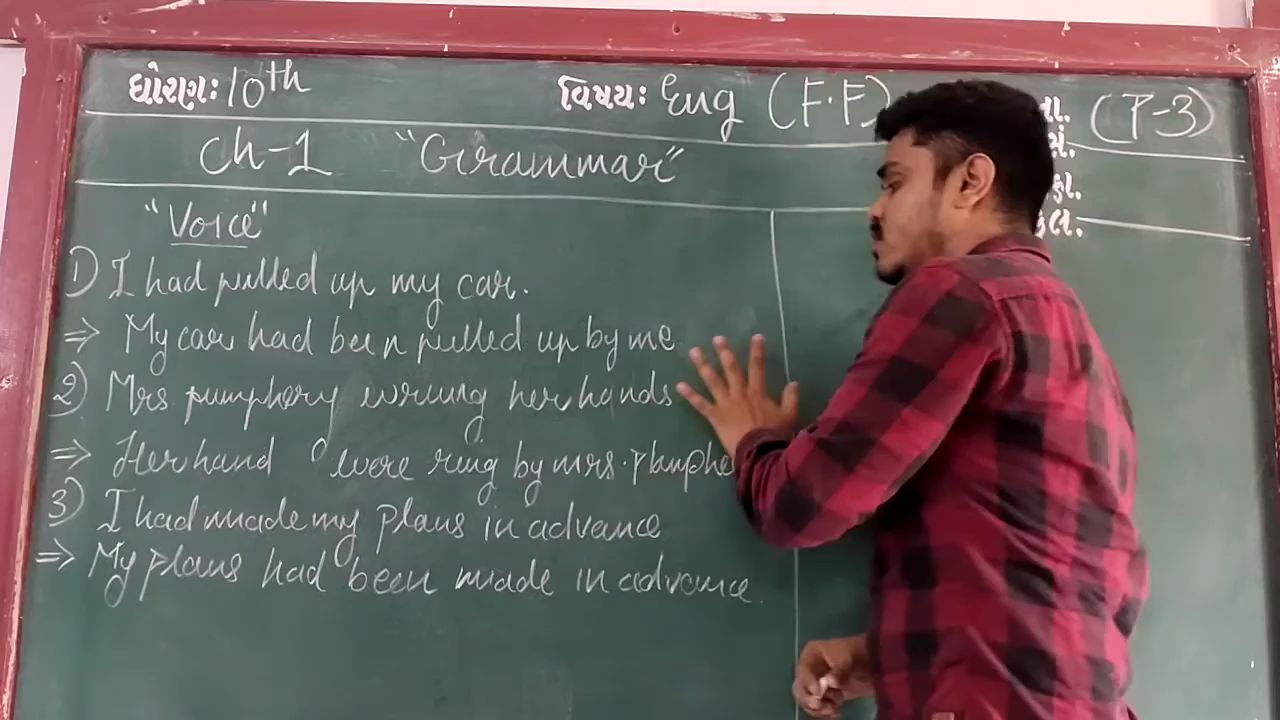 ધોરણઃ 10th વિષયઃ Eng (F.F) તા. (P-3)
Ch-1 "Grammar" સં.
"Voice"
1) I had pulled up my car.
⇒ My car had been pulled up by me
2) Mrs pumphery wrung her hands
⇒ Her hand were rung by mrs.
3) I had made my plans in advance
⇒ My plans had been made in advance.